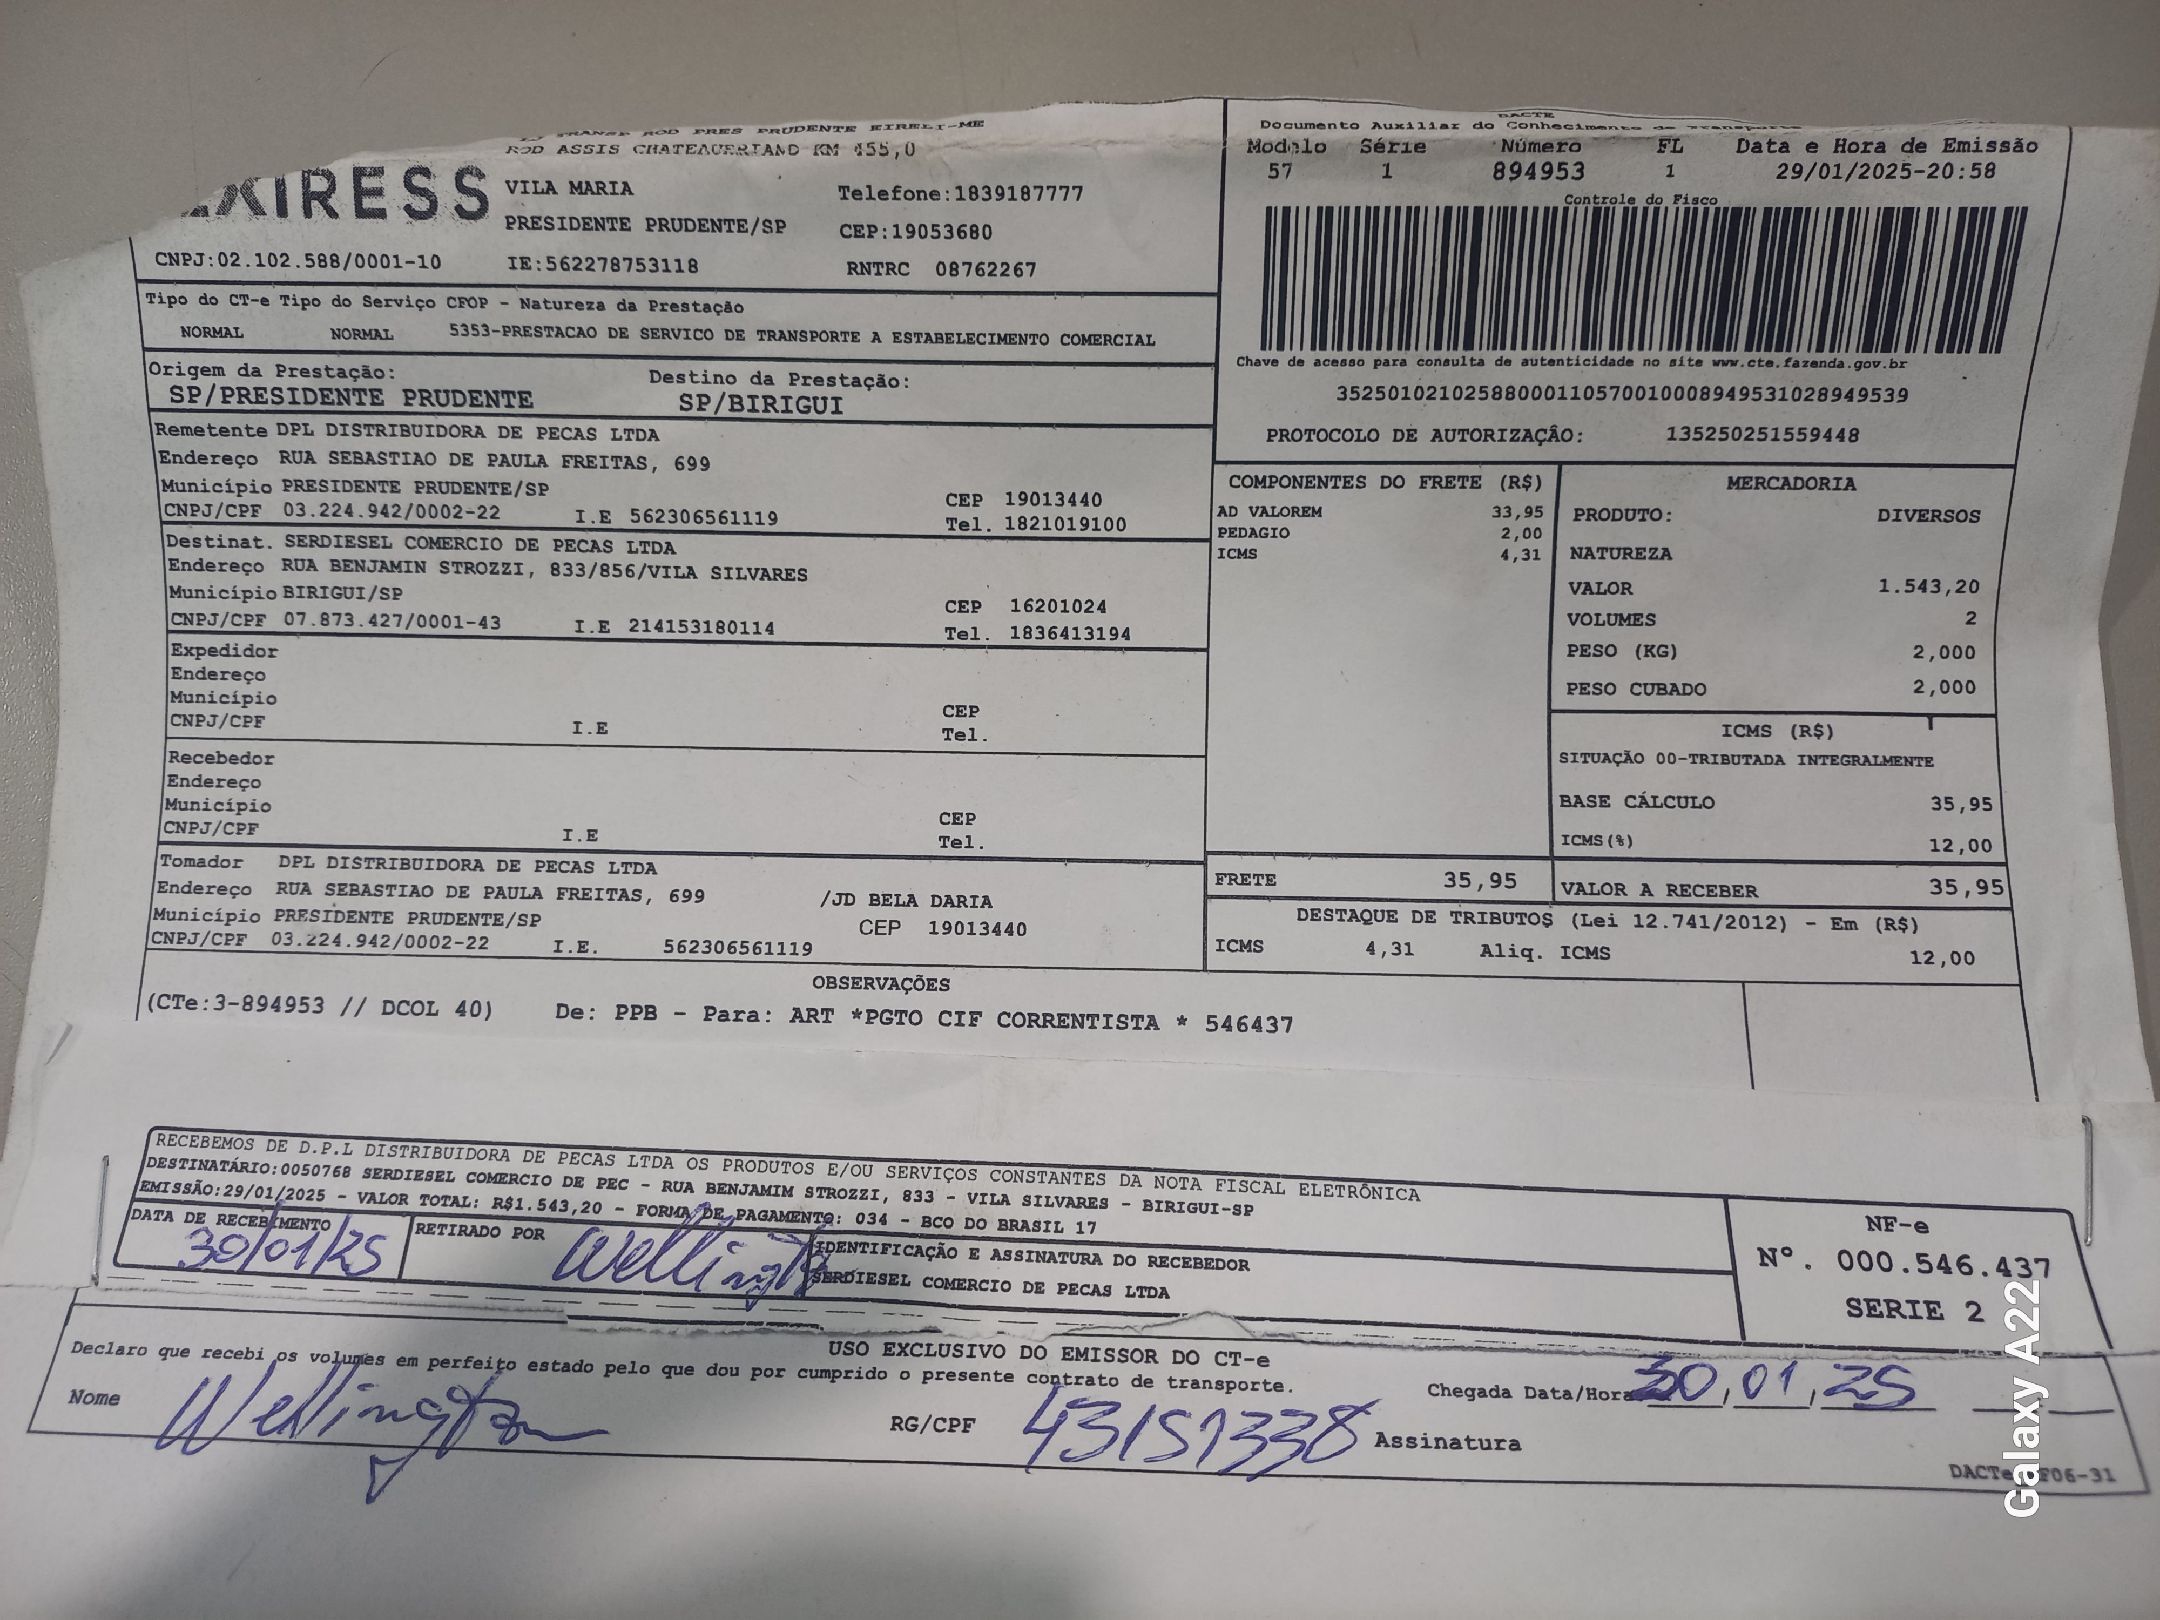 TRANSP ROD PRES PRUDENTE EIRELI-ME
ROD ASSIS CHATEAUBRIAND KM 455,0
VILA MARIA Telefone:1839187777
PRESIDENTE PRUDENTE/SP CEP:19053680
CNPJ:02.102.588/0001-10 IE:562278753118 RNTRC 08762267
Tipo do CT-e Tipo do Serviço CFOP - Natureza da Prestação
NORMAL NORMAL 5353-PRESTACAO DE SERVICO DE TRANSPORTE A ESTABELECIMENTO COMERCIAL
Origem da Prestação: Destino da Prestação:
SP/PRESIDENTE PRUDENTE SP/BIRIGUI
Remetente DPL DISTRIBUIDORA DE PECAS LTDA
Endereço RUA SEBASTIAO DE PAULA FREITAS, 699
Município PRESIDENTE PRUDENTE/SP CEP 19013440
CNPJ/CPF 03.224.942/0002-22 I.E 562306561119 Tel. 1821019100
Destinat. SERDIESEL COMERCIO DE PECAS LTDA
Endereço RUA BENJAMIN STROZZI, 833/856/VILA SILVARES
Município BIRIGUI/SP CEP 16201024
CNPJ/CPF 07.873.427/0001-43 I.E 214153180114 Tel. 1836413194
Expedidor
Endereço
Município CEP
CNPJ/CPF I.E Tel.
Recebedor
Endereço
Município CEP
CNPJ/CPF I.E Tel.
Tomador DPL DISTRIBUIDORA DE PECAS LTDA
Endereço RUA SEBASTIAO DE PAULA FREITAS, 699 /JD BELA DARIA
Município PRESIDENTE PRUDENTE/SP CEP 19013440
CNPJ/CPF 03.224.942/0002-22 I.E. 562306561119
DACTE
Documento Auxiliar do Conhecimento de Transporte
Modelo Série Número FL Data e Hora de Emissão
57 1 894953 1 29/01/2025-20:58
Controle do Fisco
Chave de acesso para consulta de autenticidade no site www.cte.fazenda.gov.br
35250102102588000110570010008949531028949539
PROTOCOLO DE AUTORIZAÇÂO: 135250251559448
COMPONENTES DO FRETE (R$)
AD VALOREM 33,95
PEDAGIO 2,00
ICMS 4,31
FRETE 35,95
MERCADORIA
PRODUTO: DIVERSOS
NATUREZA
VALOR 1.543,20
VOLUMES 2
PESO (KG) 2,000
PESO CUBADO 2,000
ICMS (R$)
SITUAÇÃO 00-TRIBUTADA INTEGRALMENTE
BASE CÁLCULO 35,95
ICMS(%) 12,00
VALOR A RECEBER 35,95
DESTAQUE DE TRIBUTOS (Lei 12.741/2012) - Em (R$)
ICMS 4,31 Aliq. ICMS 12,00
OBSERVAÇÕES
(CTe:3-894953 // DCOL 40) De: PPB - Para: ART *PGTO CIF CORRENTISTA * 546437
RECEBEMOS DE D.P.L DISTRIBUIDORA DE PECAS LTDA OS PRODUTOS E/OU SERVIÇOS CONSTANTES DA NOTA FISCAL ELETRÔNICA
DESTINATÁRIO:0050768 SERDIESEL COMERCIO DE PEC - RUA BENJAMIM STROZZI, 833 - VILA SILVARES - BIRIGUI-SP
EMISSÃO:29/01/2025 - VALOR TOTAL: R$1.543,20 - FORMA DE PAGAMENTO: 034 - BCO DO BRASIL 17
DATA DE RECEBIMENTO RETIRADO POR IDENTIFICAÇÃO E ASSINATURA DO RECEBEDOR
30/01/25 Wellington SERDIESEL COMERCIO DE PECAS LTDA
NF-e
Nº. 000.546.437
SERIE 2
USO EXCLUSIVO DO EMISSOR DO CT-e
Declaro que recebi os volumes em perfeito estado pelo que dou por cumprido o presente contrato de transporte.
Chegada Data/Hora 30/01/25
Nome Wellington RG/CPF 43151338 Assinatura
Galaxy A22